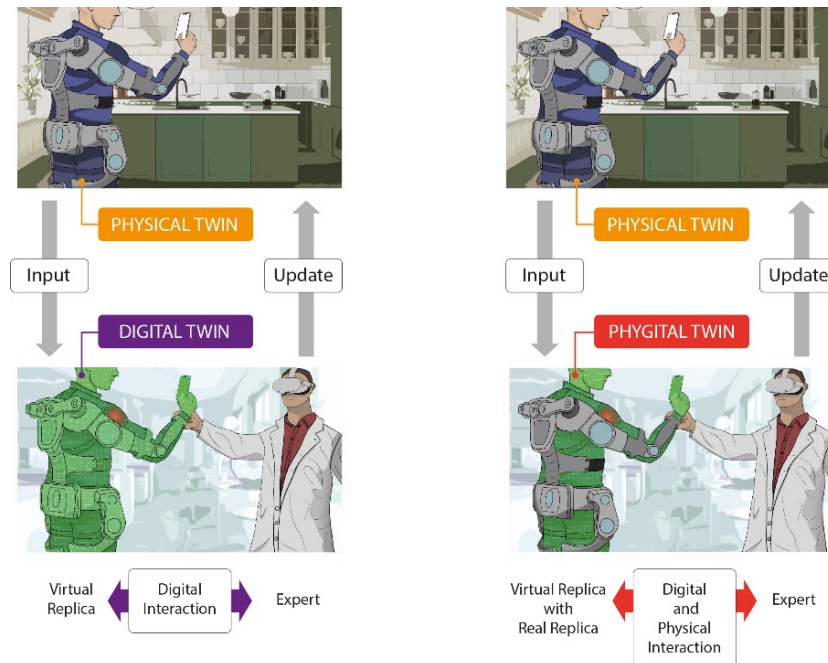 PHYSICAL TWIN
Input
Update
DIGITAL TWIN
Virtual
Replica
Digital
Interaction
Expert
PHYSICAL TWIN
Input
Update
PHYGITAL TWIN
Virtual Replica
with
Real Replica
Digital
and
Physical
Interaction
Expert